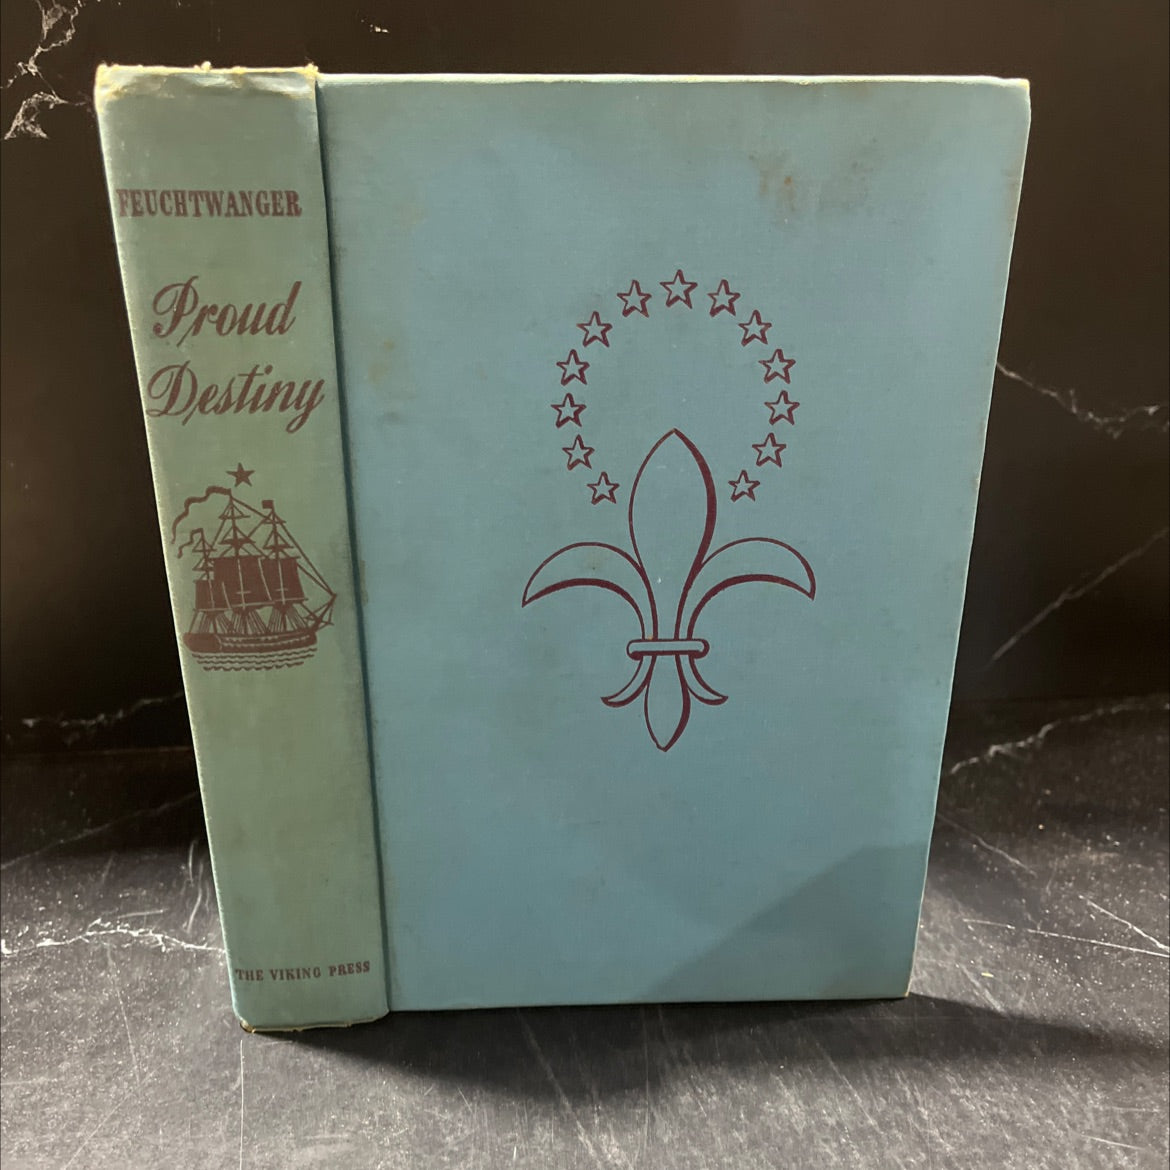 FEUCHTWANGER
Proud
Destiny
THE VIKING PRESS